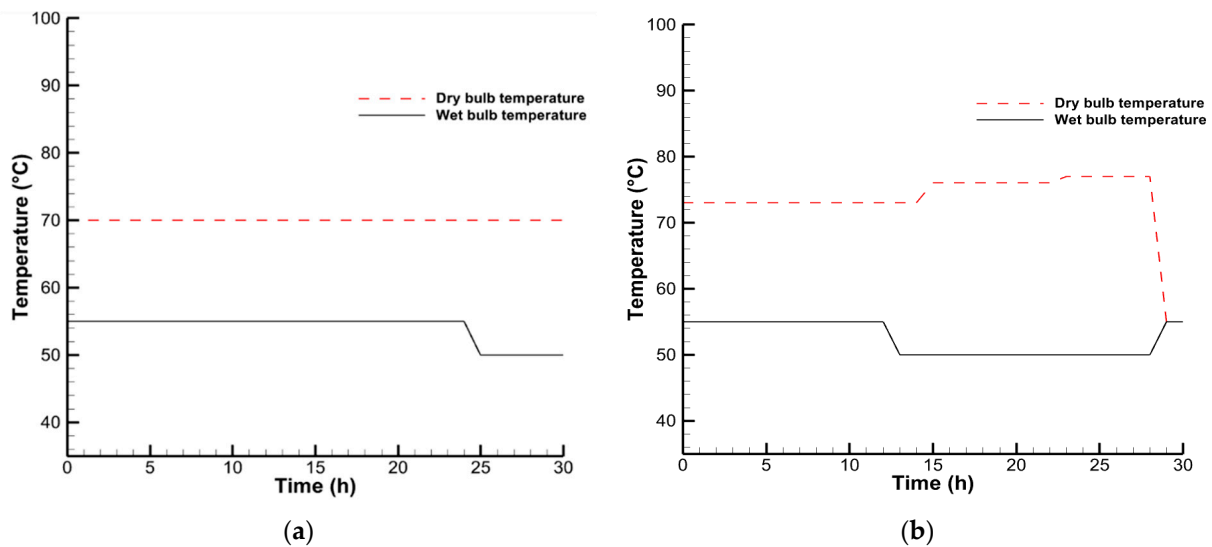 100
90
80
70
60
50
40
Temperature (°C)
Dry bulb temperature
Wet bulb temperature
0 5 10 15 20 25 30
Time (h)
(a)
100
90
80
70
60
50
40
Temperature (°C)
Dry bulb temperature
Wet bulb temperature
0 5 10 15 20 25 30
Time (h)
(b)